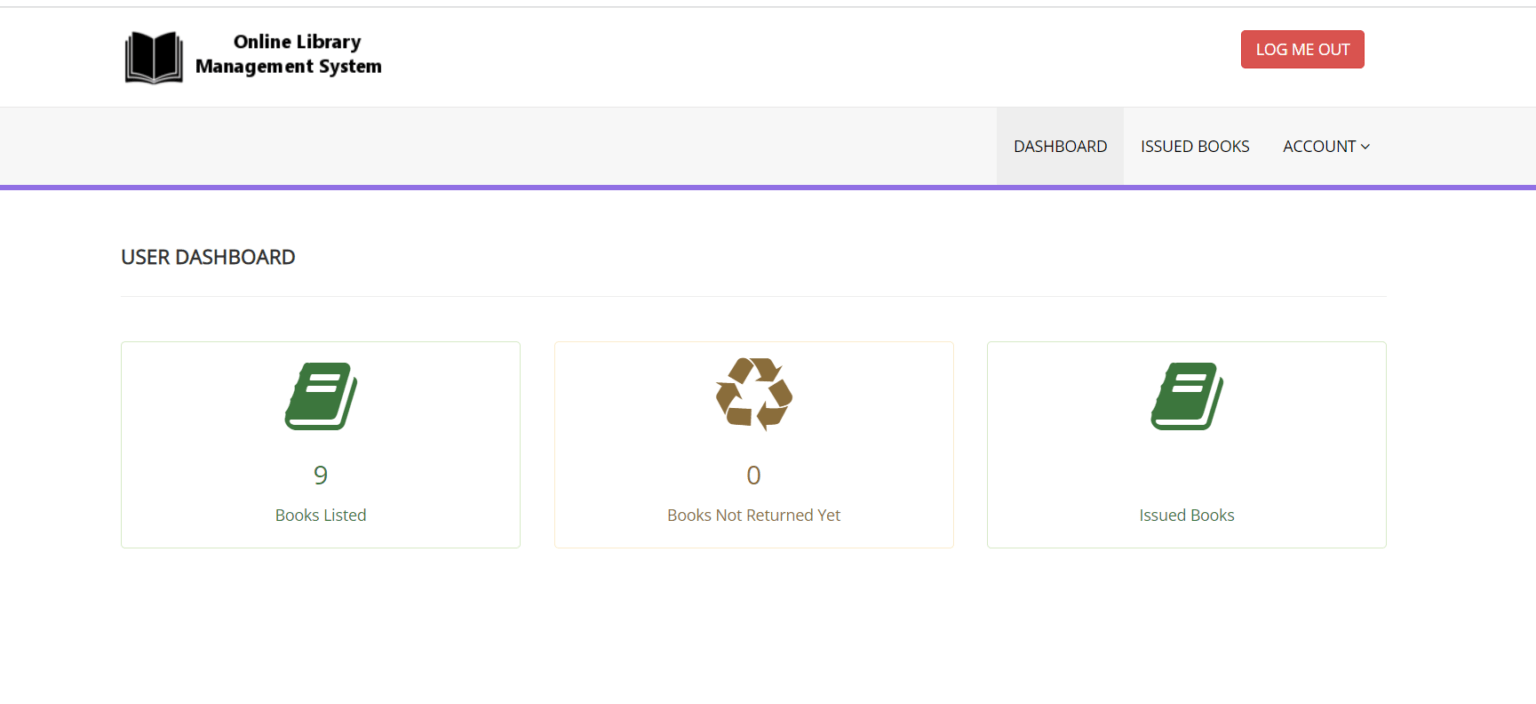 Online Library
Management System
LOG ME OUT
DASHBOARD ISSUED BOOKS ACCOUNT
USER DASHBOARD
9
Books Listed
0
Books Not Returned Yet
Issued Books